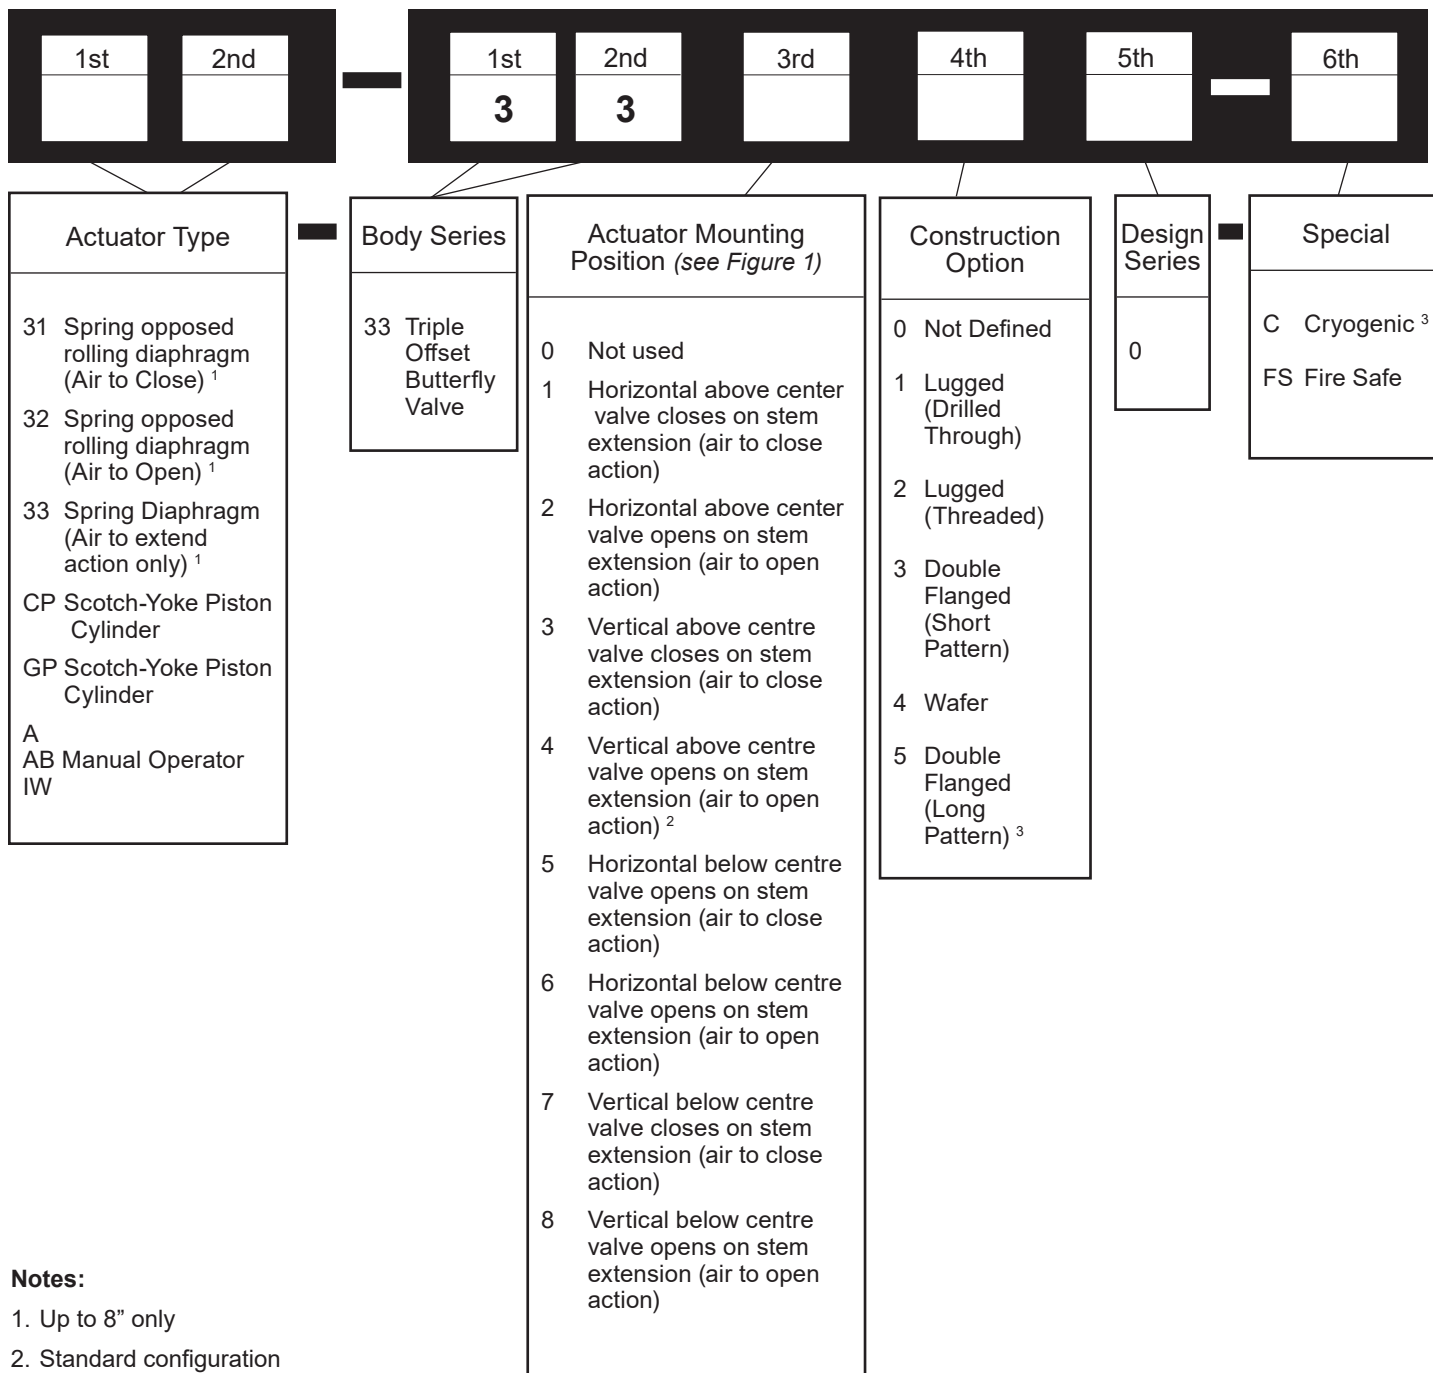 1st 2nd 1st 2nd 3rd 4th 5th 6th
3 3
Actuator Type
31 Spring opposed
rolling diaphragm
(Air to Close) 1
32 Spring opposed
rolling diaphragm
(Air to Open) 1
33 Spring Diaphragm
(Air to extend
action only) 1
CP Scotch-Yoke Piston
Cylinder
GP Scotch-Yoke Piston
Cylinder
A
AB Manual Operator
IW
Body Series
33 Triple
Offset
Butterfly
Valve
Actuator Mounting
Position (see Figure 1)
0 Not used
1 Horizontal above center
valve closes on stem
extension (air to close
action)
2 Horizontal above center
valve opens on stem
extension (air to open
action)
3 Vertical above centre
valve closes on stem
extension (air to close
action)
4 Vertical above centre
valve opens on stem
extension (air to open
action) 2
5 Horizontal below centre
valve opens on stem
extension (air to close
action)
6 Horizontal below centre
valve opens on stem
extension (air to open
action)
7 Vertical below centre
valve closes on stem
extension (air to close
action)
8 Vertical below centre
valve opens on stem
extension (air to open
action)
Construction
Option
0 Not Defined
1 Lugged
(Drilled
Through)
2 Lugged
(Threaded)
3 Double
Flanged
(Short
Pattern)
4 Wafer
5 Double
Flanged
(Long
Pattern) 3
Design
Series
0
Special
C Cryogenic 3
FS Fire Safe
Notes:
1. Up to 8” only
2. Standard configuration